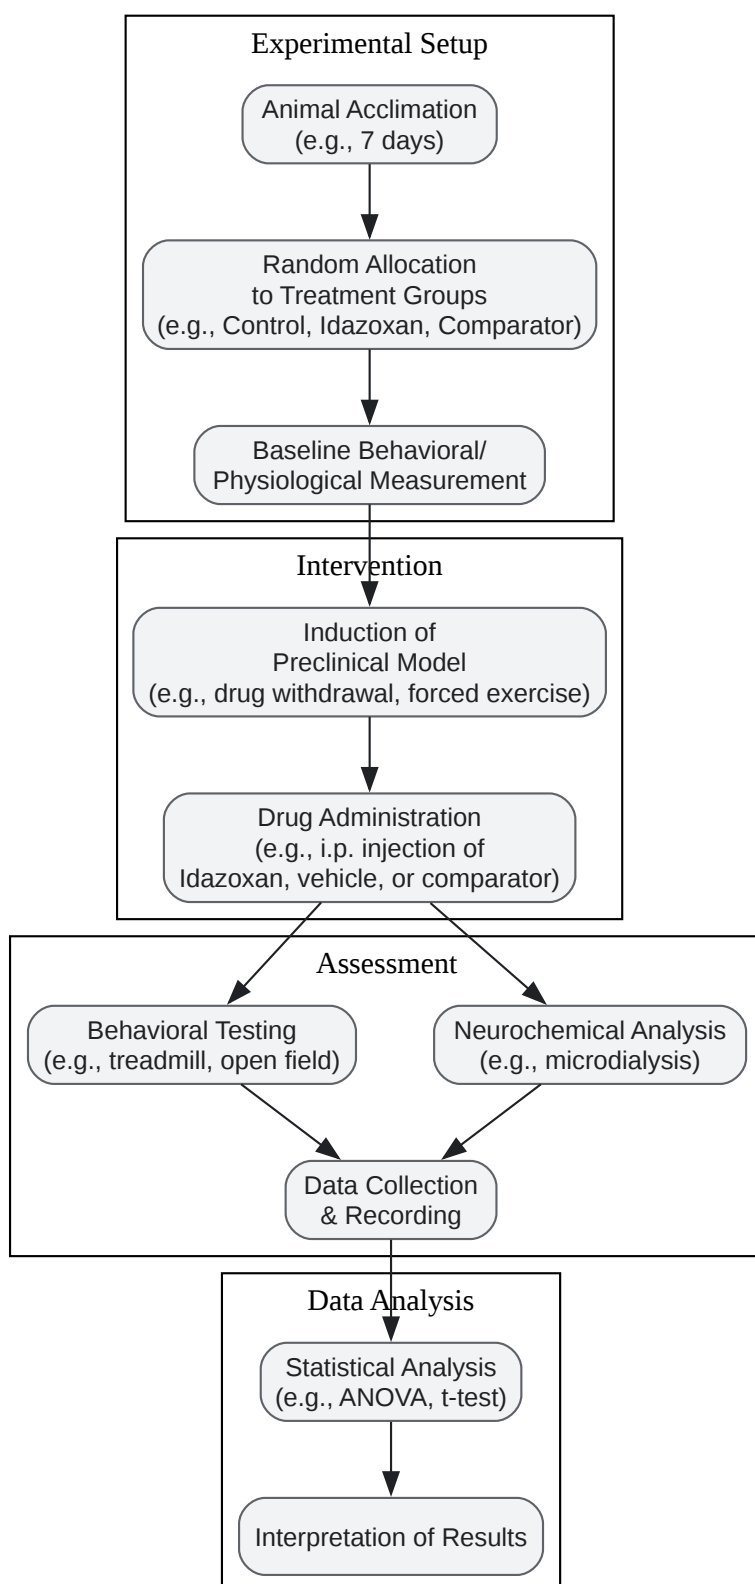 Experimental Setup
Animal Acclimation
(e.g., 7 days)
Random Allocation
to Treatment Groups
(e.g., Control, Idazoxan, Comparator)
Baseline Behavioral/
Physiological Measurement
Intervention
Induction of
Preclinical Model
(e.g., drug withdrawal, forced exercise)
Drug Administration
(e.g., i.p. injection of
Idazoxan, vehicle, or comparator)
Assessment
Behavioral Testing
(e.g., treadmill, open field)
Neurochemical Analysis
(e.g., microdialysis)
Data Collection
& Recording
Data Analysis
Statistical Analysis
(e.g., ANOVA, t-test)
Interpretation of Results